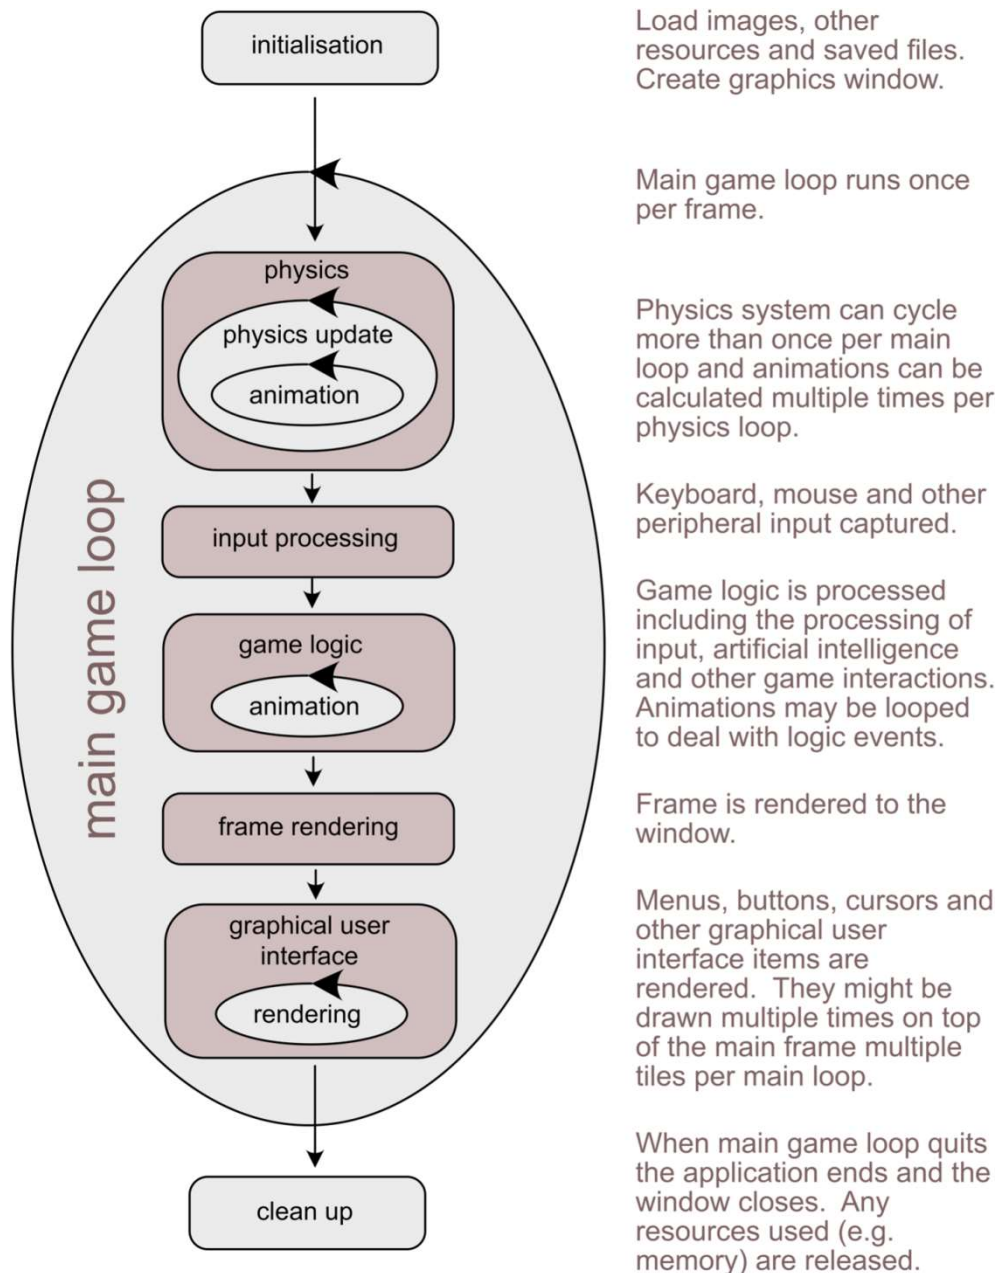 initialisation
Load images, other
resources and saved files.
Create graphics window.
Main game loop runs once
per frame.
physics
physics update
animation
Physics system can cycle
more than once per main
loop and animations can be
calculated multiple times per
physics loop.
main game loop
input processing
Keyboard, mouse and other
peripheral input captured.
game logic
animation
Game logic is processed
including the processing of
input, artificial intelligence
and other game interactions.
Animations may be looped
to deal with logic events.
frame rendering
Frame is rendered to the
window.
graphical user
interface
rendering
Menus, buttons, cursors and
other graphical user
interface items are
rendered.  They might be
drawn multiple times on top
of the main frame multiple
tiles per main loop.
clean up
When main game loop quits
the application ends and the
window closes.  Any
resources used (e.g.
memory) are released.